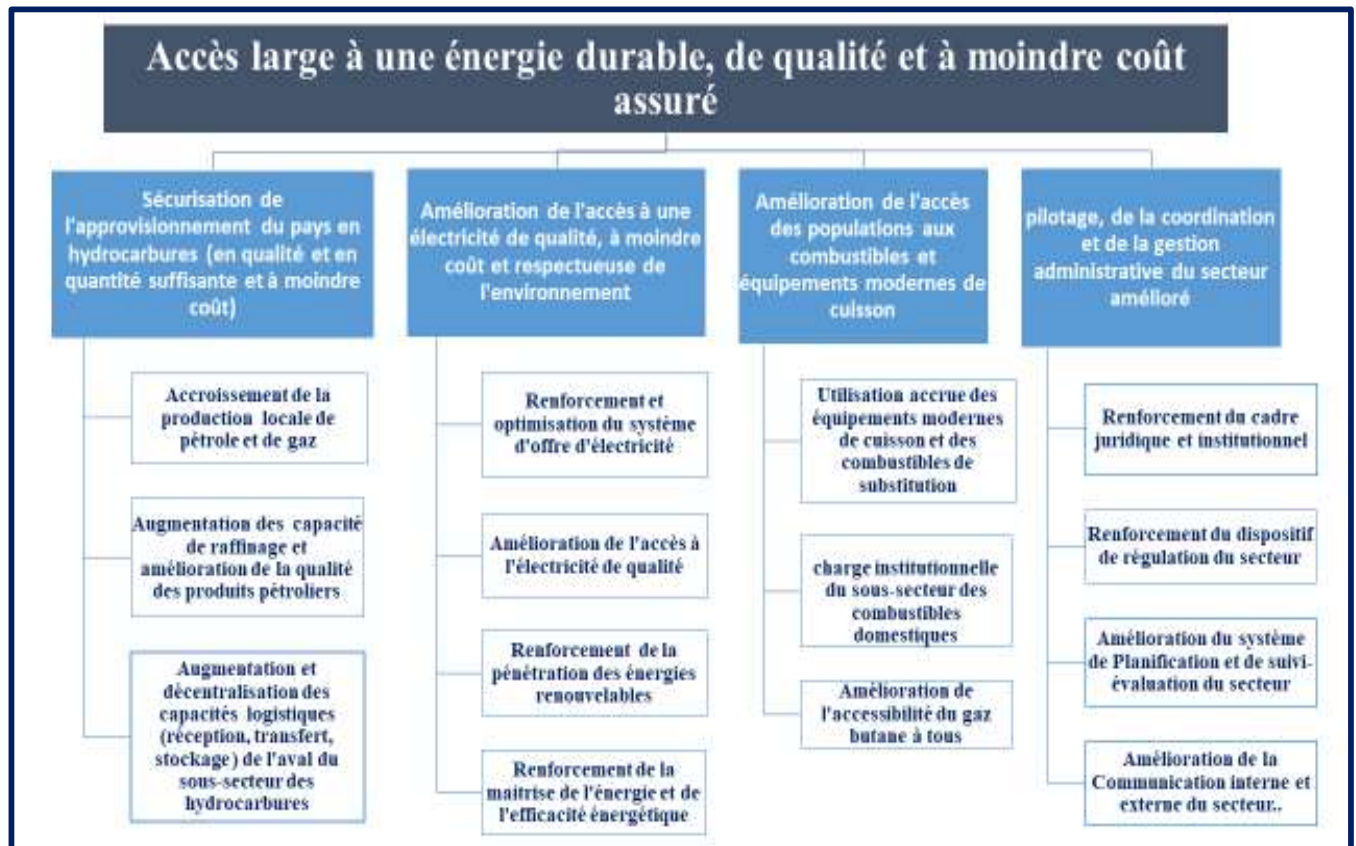 Accès large à une énergie durable, de qualité et à moindre coût
assuré
Sécurisation de
l'approvisionnement du pays en
hydrocarbures (en qualité et en
quantité suffisante et à moindre
coût)
Accroissement de la
production locale de
pétrole et de gaz
Augmentation des capacité
de raffinage et
amélioration de la qualité
des produits pétroliers
Augmentation et
décentralisation des
capacités logistiques
(réception, transfert,
stockage) de l'aval du
sous-secteur des
hydrocarbures
Amélioration de l'accès à une
électricité de qualité, à moindre
coût et respectueuse de
l'environnement
Renforcement et
optimisation du système
d'offre d'électricité
Amélioration de l'accès à
l'électricité de qualité
Renforcement de la
pénétration des énergies
renouvelables
Renforcement de la
maitrise de l'énergie et de
l'efficacité énergétique
Amélioration de l'accès
des populations aux
combustibles et
équipements modernes de
cuisson
Utilisation accrue des
équipements modernes
de cuisson et des
combustibles de
substitution
charge institutionnelle
du sous-secteur des
combustibles
domestiques
Amélioration de
l'accessibilité du gaz
butane à tous
pilotage, de la coordination
et de la gestion
administrative du secteur
amélioré
Renforcement du cadre
juridique et institutionnel
Renforcement du dispositif
de régulation du secteur
Amélioration du système
de Planification et de suivi-
évaluation du secteur
Amélioration de la
Communication interne et
externe du secteur..